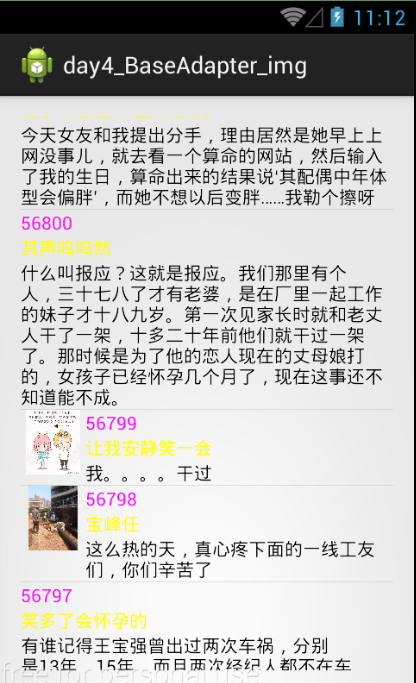 7:12
day4_BaseAdapter_img
今天女友和我提出分手，理由居然是她早上上
网没事儿，就去看一个算命的网站，然后输入
了我的生日，算命出来的结果说‘其配偶中年体
型会偏胖’，而她不想以后变胖……我勒个擦呀
56800
其声呜呜然
什么叫报应？这就是报应。我们那里有个
人，三十七八了才有老婆，是在厂里一起工作
的妹子才十八九岁。第一次见家长时就和老丈
人干了一架，十多二十年前他们就干过一架
了。那时候是为了他的恋人现在的丈母娘打
的，女孩子已经怀孕几个月了，现在这事还不
知道能不成。
56799
让我安静笑一会
我。。。。干过
56798
宝峰任
这么热的天，真心疼下面的一线工友
们，你们辛苦了
56797
笑多了会怀孕的
有谁记得王宝强曾出过两次车祸，分别
是13年，15年，而且两次经纪人都不在车
free for personal use